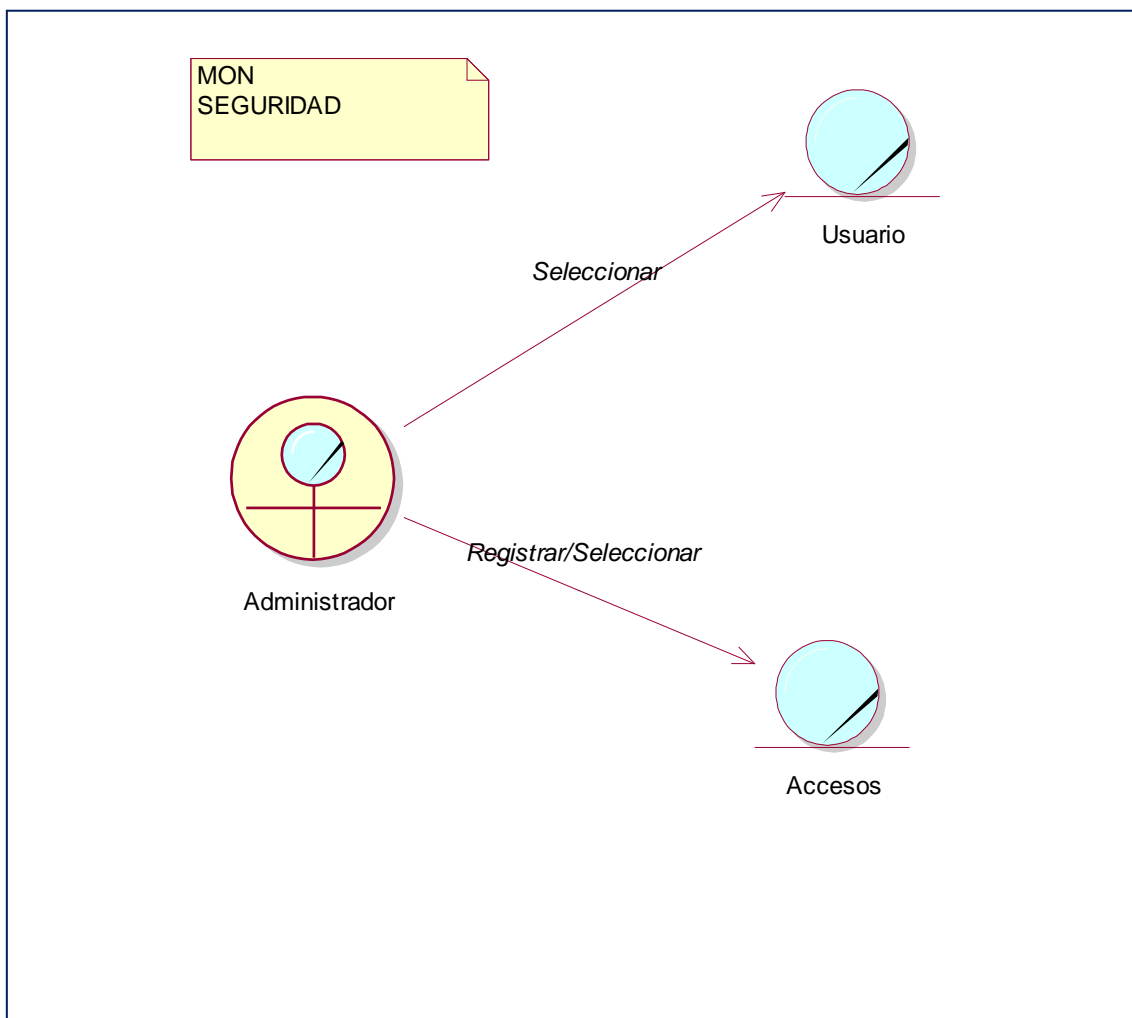 MON
SEGURIDAD
Usuario
Seleccionar
Registrar/Seleccionar
Administrador
Accesos